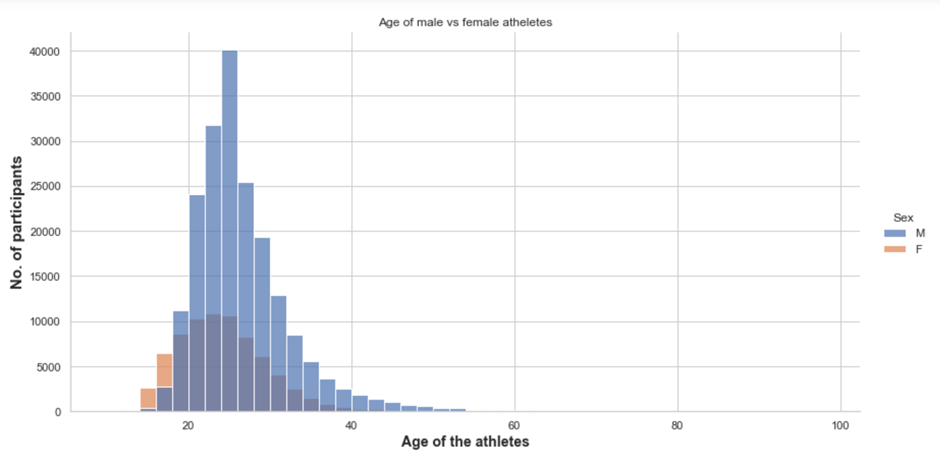 Age of male vs female atheletes
No. of participants
40000
35000
30000
25000
20000
15000
10000
5000
0
20 40 60 80 100
Age of the athletes
Sex
M
F